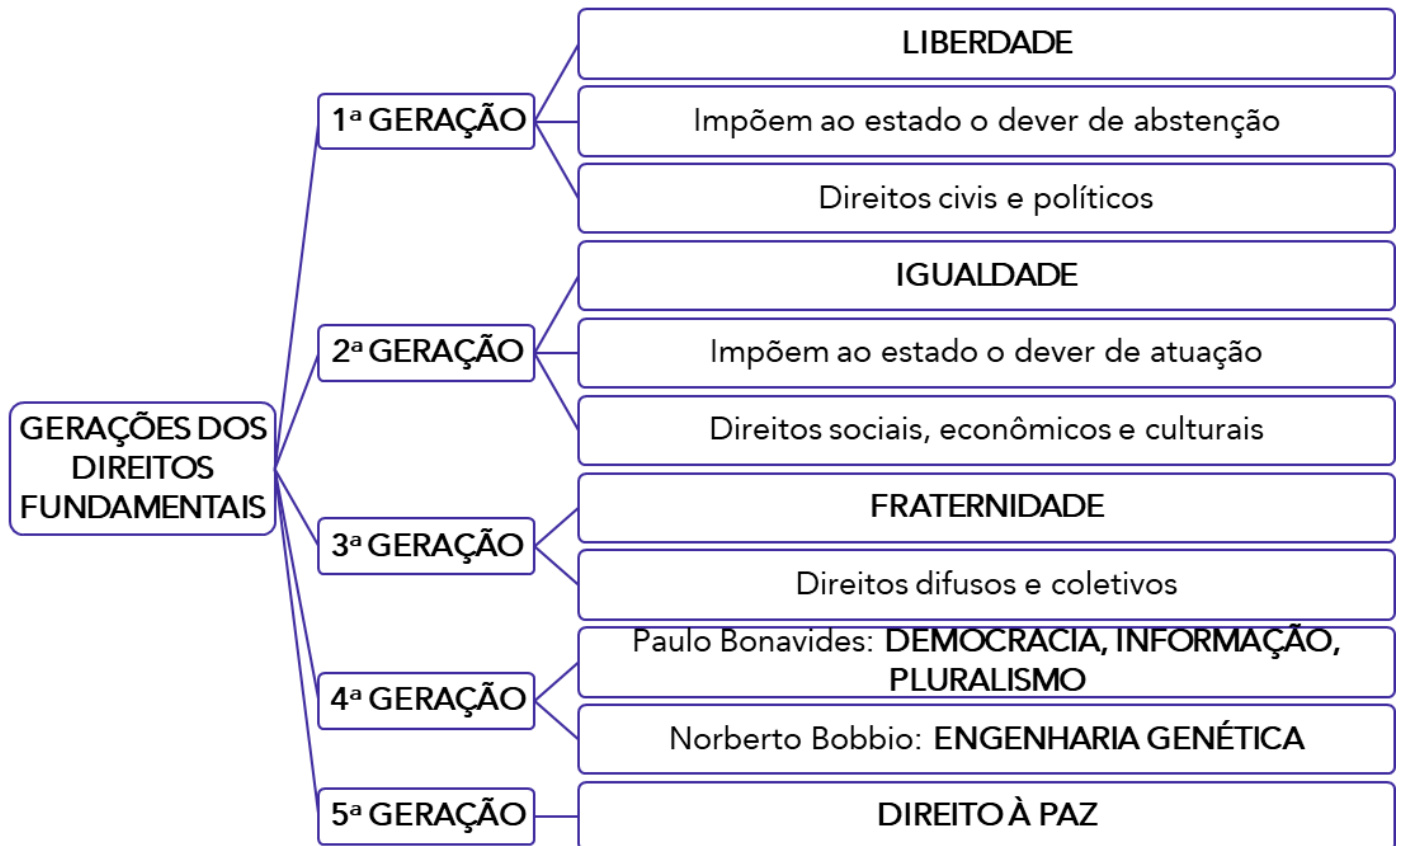 GERAÇÕES DOS
DIREITOS
FUNDAMENTAIS
1ª GERAÇÃO
LIBERDADE
Impõem ao estado o dever de abstenção
Direitos civis e políticos
2ª GERAÇÃO
IGUALDADE
Impõem ao estado o dever de atuação
Direitos sociais, econômicos e culturais
3ª GERAÇÃO
FRATERNIDADE
Direitos difusos e coletivos
4ª GERAÇÃO
Paulo Bonavides: DEMOCRACIA, INFORMAÇÃO,
PLURALISMO
Norberto Bobbio: ENGENHARIA GENÉTICA
5ª GERAÇÃO
DIREITO À PAZ